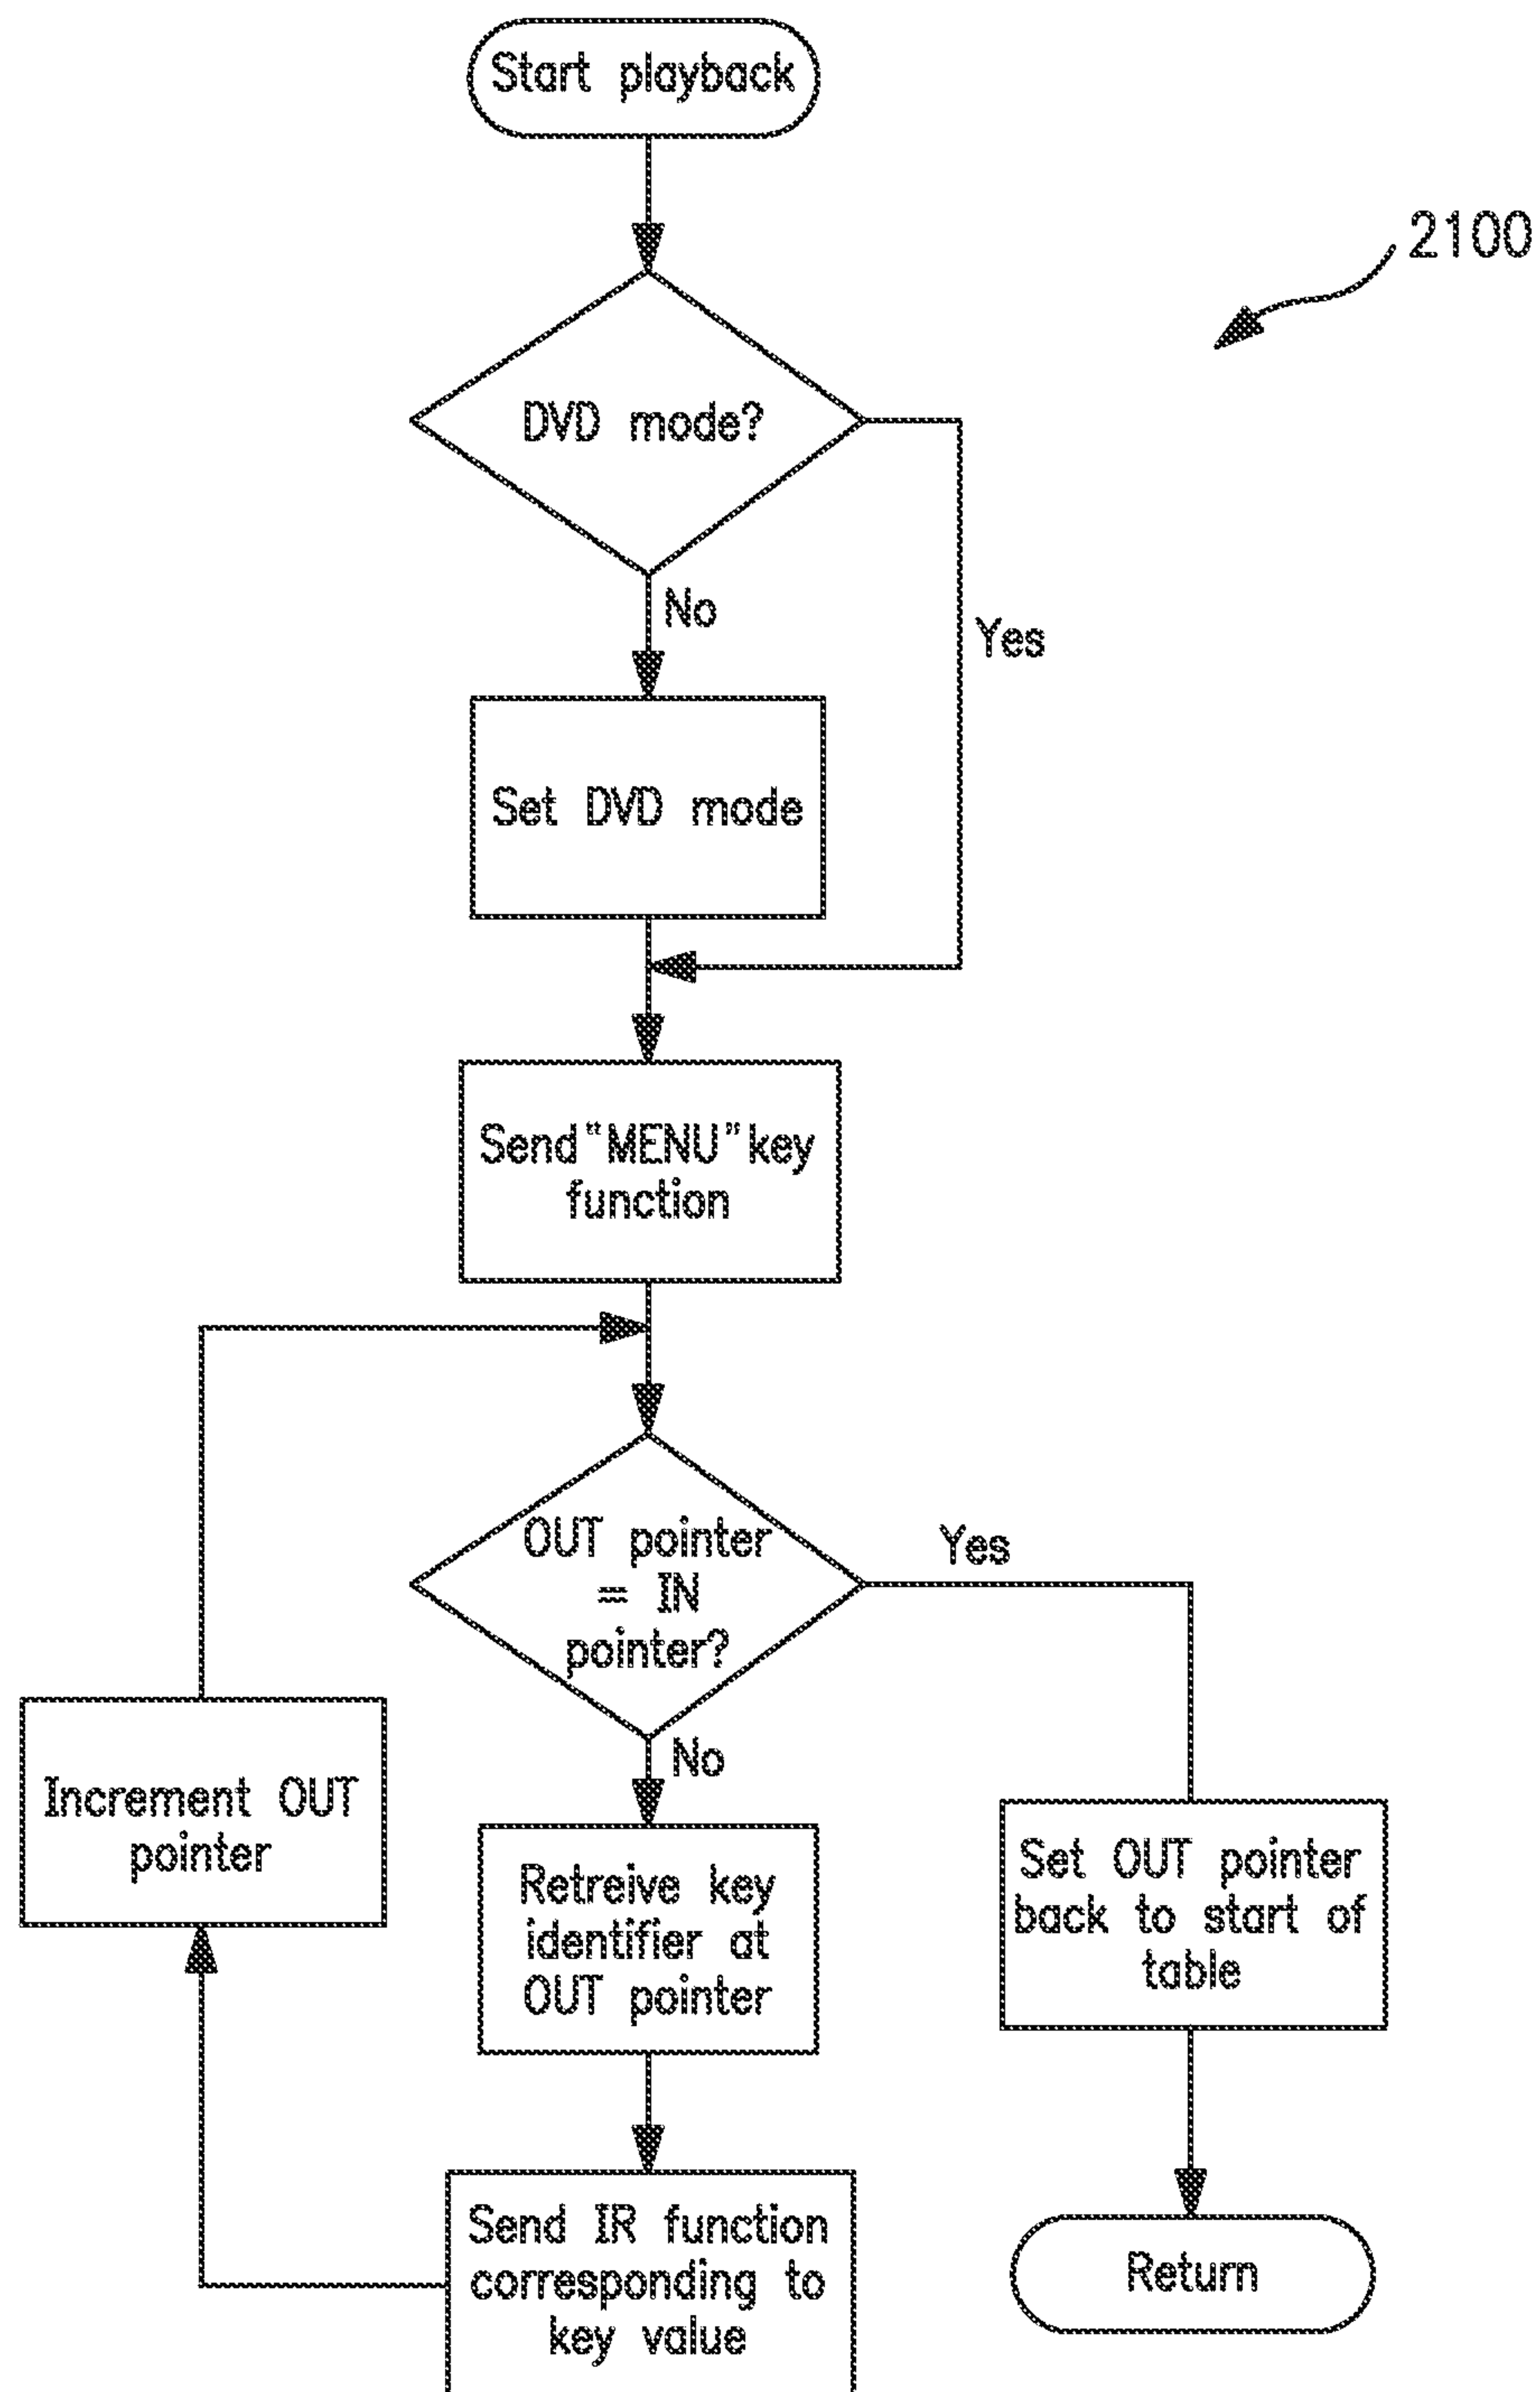 Start playback
2100
DVD mode?
No
Yes
Set DVD mode
Send "MENU" key
function
OUT pointer
= IN
pointer?
Yes
No
Increment OUT
pointer
Retreive key
identifier at
OUT pointer
Set OUT pointer
back to start of
table
Send IR function
corresponding to
key value
Return